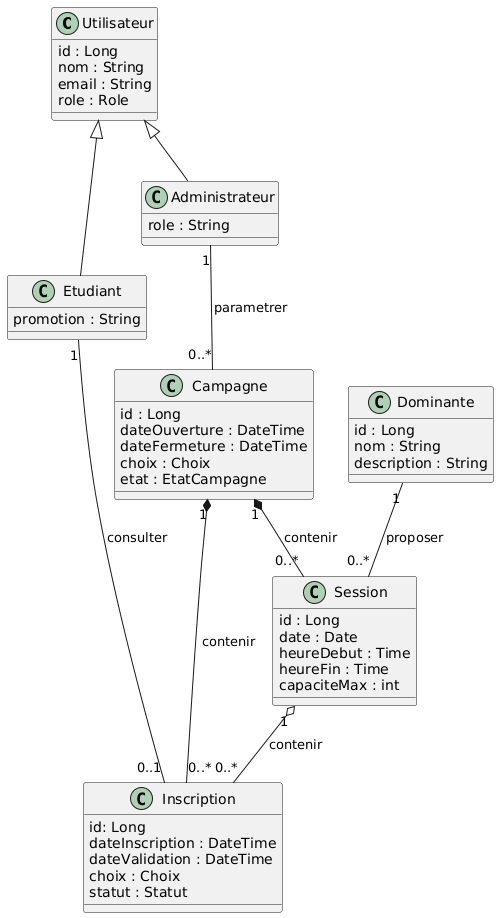 C Utilisateur
id : Long
nom : String
email : String
role : Role
C Administrateur
role : String
1
parametrer
0..*
C Etudiant
promotion : String
1
consulter
0..1
C Campagne
id : Long
dateOuverture : DateTime
dateFermeture : DateTime
choix : Choix
etat : EtatCampagne
1
contenir
0..*
1
contenir
0..*
C Dominante
id : Long
nom : String
description : String
1
proposer
0..*
C Session
id : Long
date : Date
heureDebut : Time
heureFin : Time
capaciteMax : int
1
contenir
0..*
C Inscription
id: Long
dateInscription : DateTime
dateValidation : DateTime
choix : Choix
statut : Statut